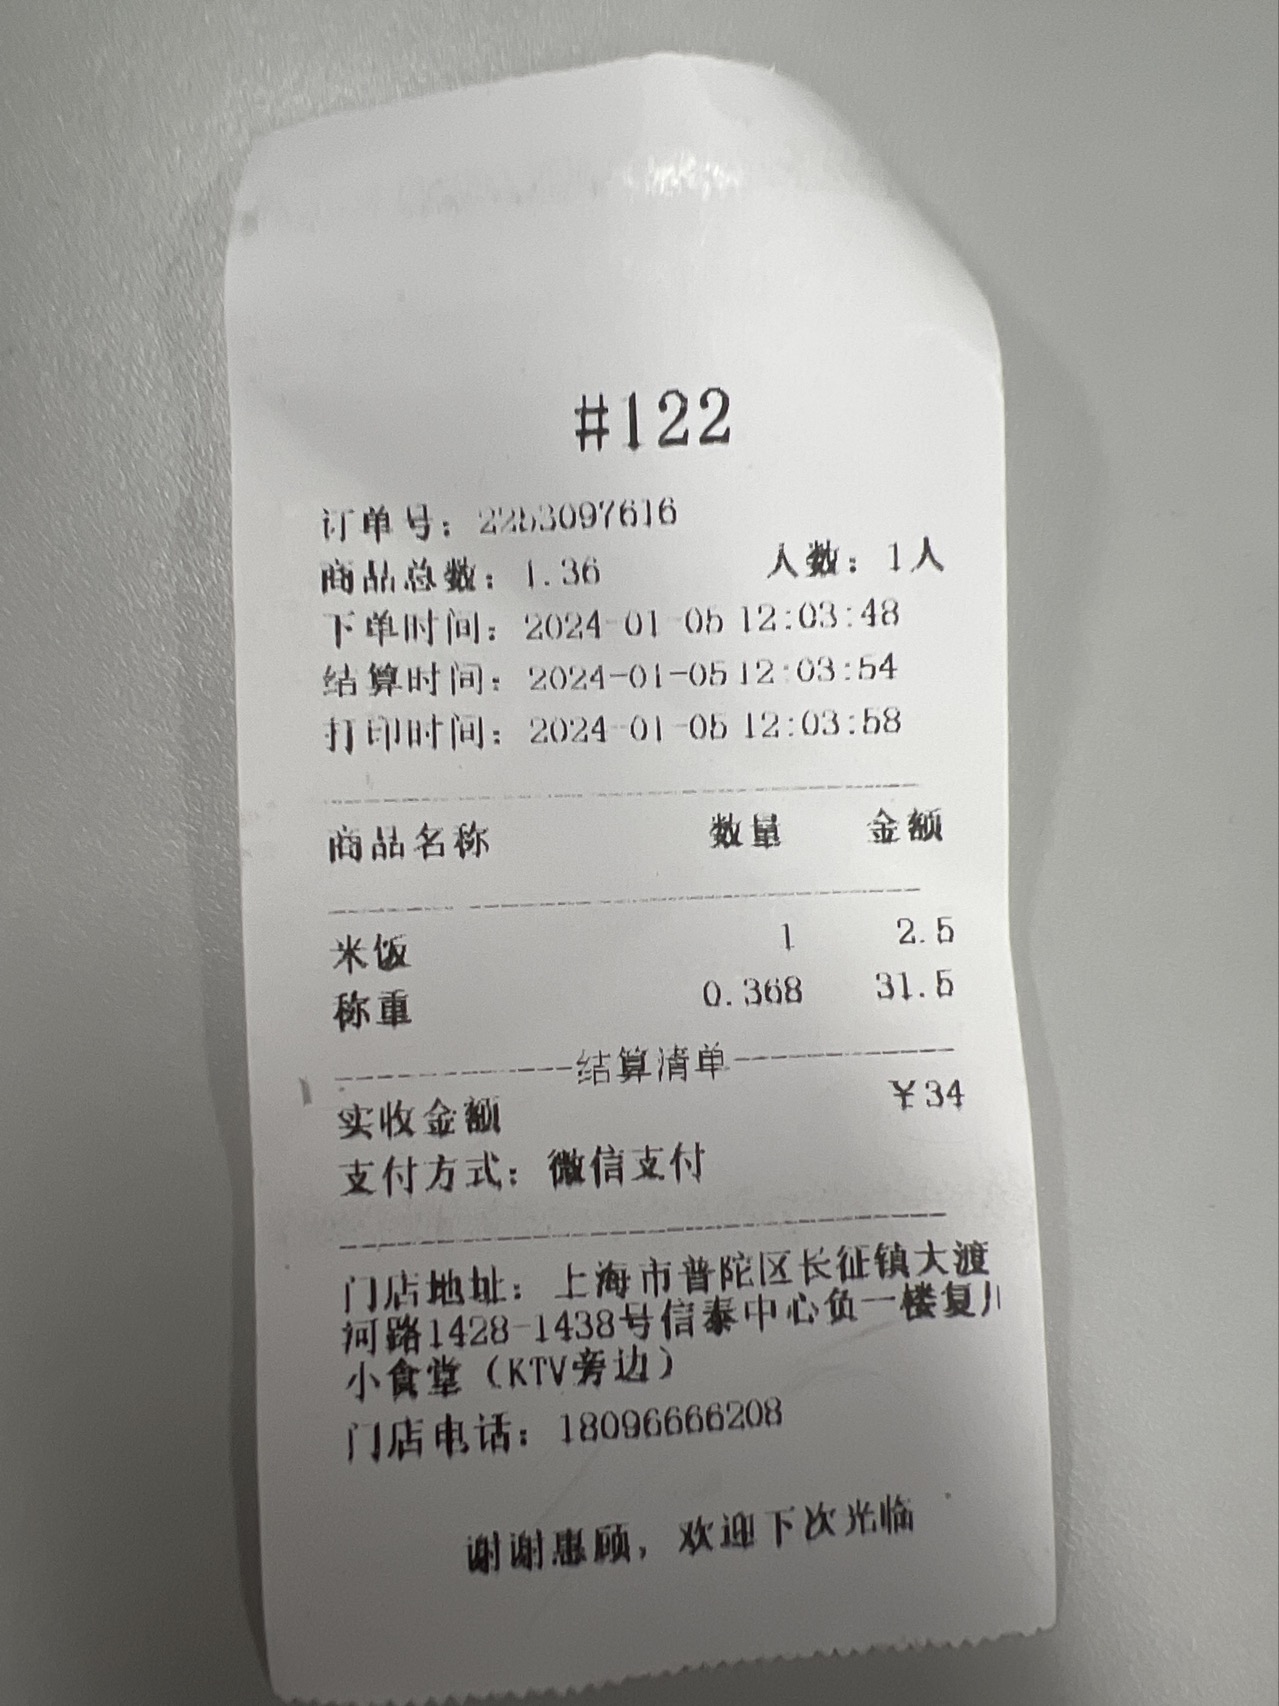 #122
订单号：2253097616
商品总数：1.36 人数：1人
下单时间：2024-01-05 12:03:48
结算时间：2024-01-05 12:03:54
打印时间：2024-01-05 12:03:58
商品名称 数量 金额
米饭 1 2.5
称重 0.368 31.5
结算清单
实收金额 ¥34
支付方式：微信支付
门店地址：上海市普陀区长征镇大渡
河路1428-1438号信泰中心负一楼复川
小食堂（KTV旁边）
门店电话：18096666208
谢谢惠顾，欢迎下次光临